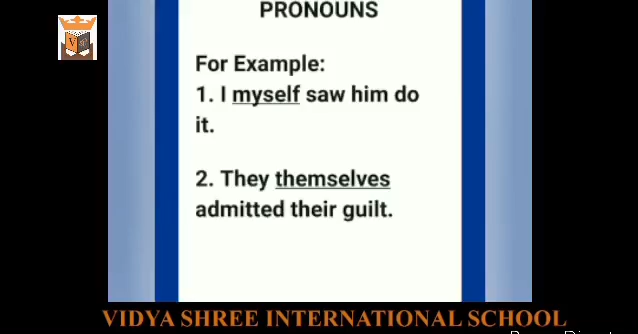 PRONOUNS
For Example:
1. I myself saw him do
it.
2. They themselves
admitted their guilt.
VIDYA SHREE INTERNATIONAL SCHOOL